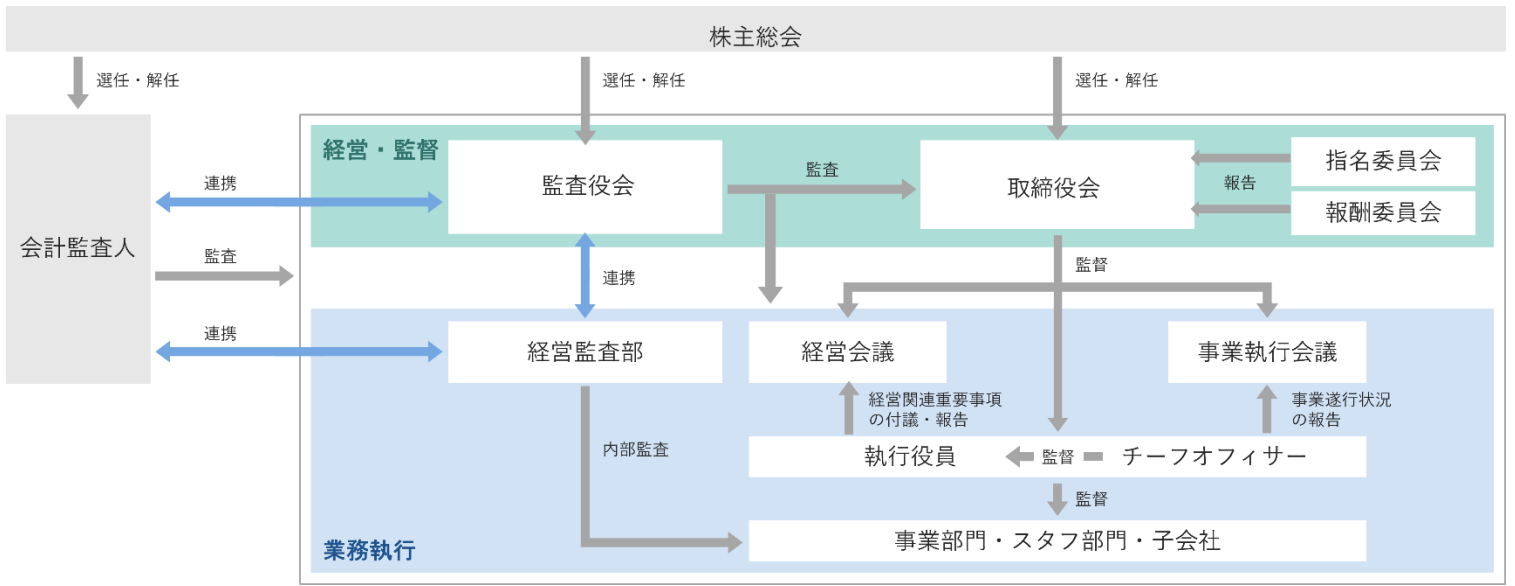 株主総会
選任・解任
選任・解任
選任・解任
経営・監督
監査役会
監査
取締役会
指名委員会
報告
報酬委員会
連携
会計監査人
監査
連携
監督
連携
経営監査部
経営会議
事業執行会議
経営関連重要事項
の付議・報告
事業遂行状況
の報告
内部監査
執行役員
監督
チーフオフィサー
監督
事業部門・スタフ部門・子会社
業務執行